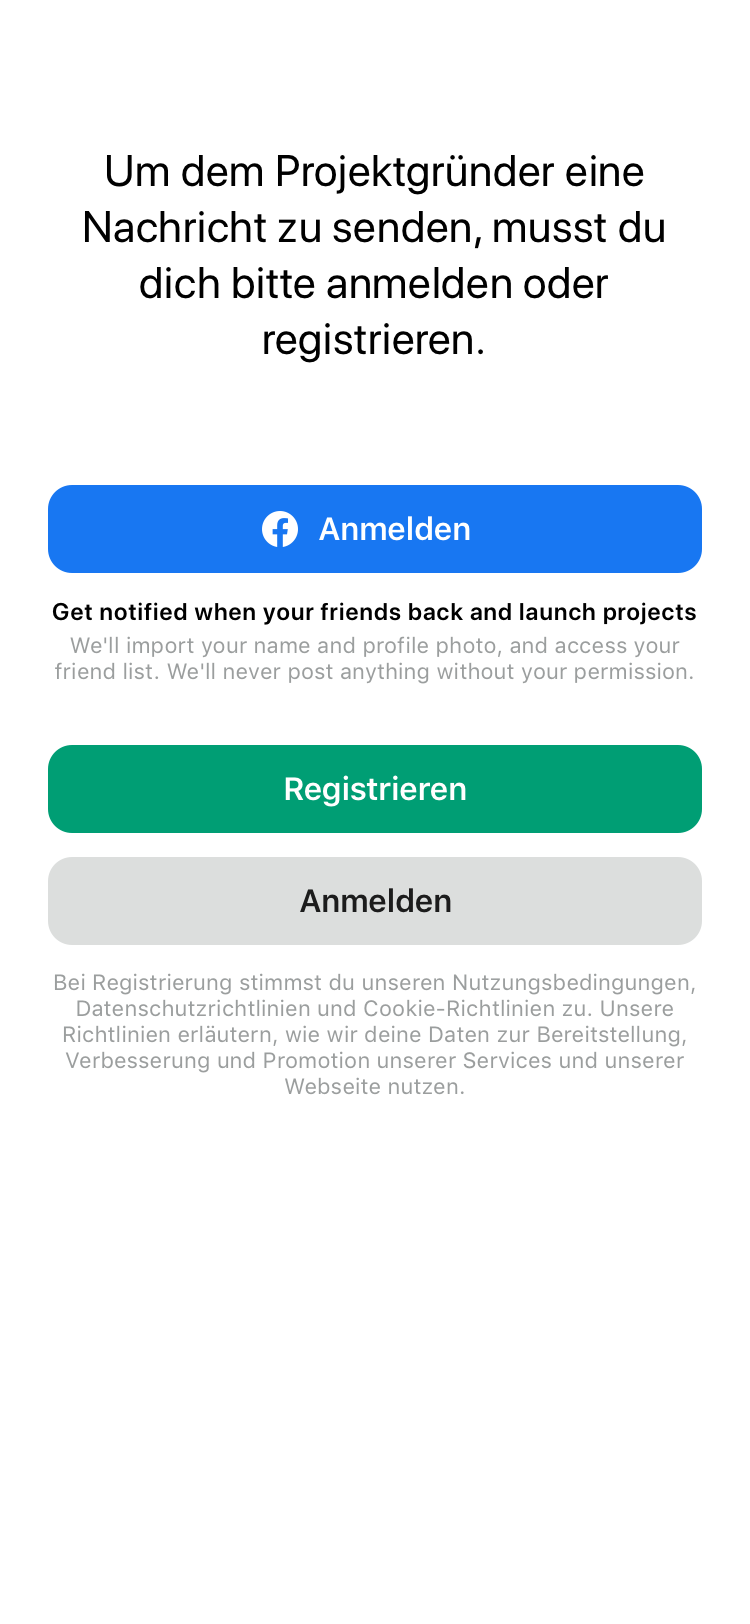 Um dem Projektgründer eine
Nachricht zu senden, musst du
dich bitte anmelden oder
registrieren.
Anmelden
Get notified when your friends back and launch projects
We'll import your name and profile photo, and access your
friend list. We'll never post anything without your permission.
Registrieren
Anmelden
Bei Registrierung stimmst du unseren Nutzungsbedingungen,
Datenschutzrichtlinien und Cookie-Richtlinien zu. Unsere
Richtlinien erläutern, wie wir deine Daten zur Bereitstellung,
Verbesserung und Promotion unserer Services und unserer
Webseite nutzen.